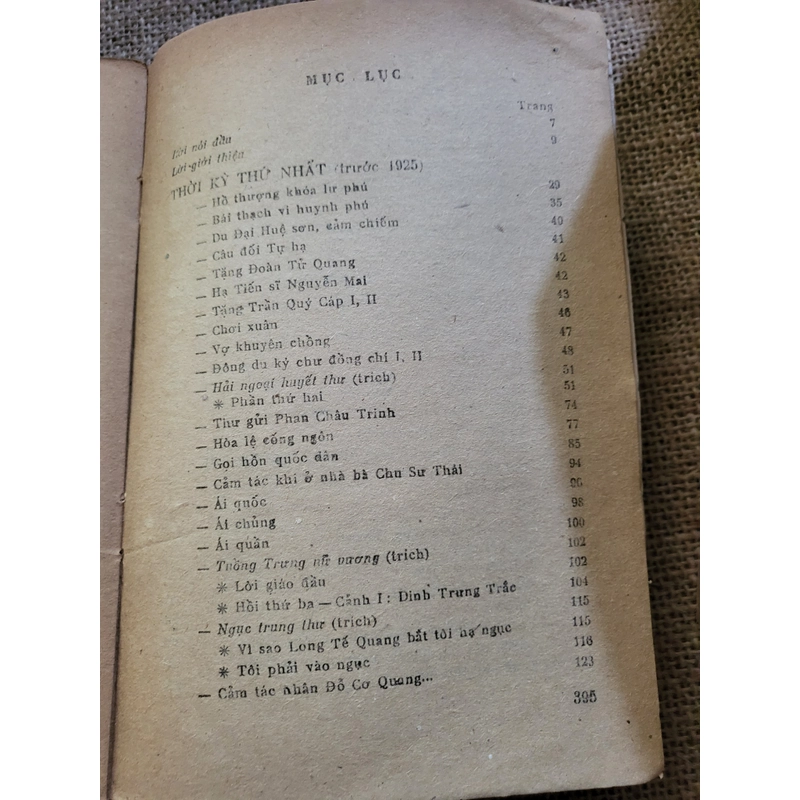 MỤC LỤC
Trang
Lời nói đầu 7
Lời giới thiệu 9
THỜI KỲ THỨ NHẤT (trước 1925)
— Hồ thượng khóa lư phú 29
— Bái thạch vi huynh phú 35
— Du Đại Huệ sơn, cảm chiếm 40
— Câu đối Tự hạ 41
— Tặng Đoàn Tử Quang 42
— Hạ Tiến sĩ Nguyễn Mai 42
— Tặng Trần Quý Cáp I, II 43
— Chơi xuân 46
— Vợ khuyên chồng 47
— Đông du ký chư đồng chí I, II 48
— Hải ngoại huyết thư (trích) 51
✳ Phần thứ hai 51
— Thư gửi Phan Châu Trinh 74
— Hòa lệ cống ngôn 77
— Gọi hồn quốc dân 85
— Cảm tác khi ở nhà bà Chu Sư Thái 94
— Ái quốc 96
— Ái chủng 98
— Ái quần 100
— Tuồng Trưng nữ vương (trích) 102
✳ Lời giáo đầu 102
✳ Hồi thứ ba — Cảnh I : Dinh Trưng Trắc 104
— Ngục trung thư (trích) 115
✳ Vì sao Long Tế Quang bắt tôi hạ ngục 115
✳ Tôi phải vào ngục 116
— Cảm tác nhân Đỗ Cơ Quang... 123
395